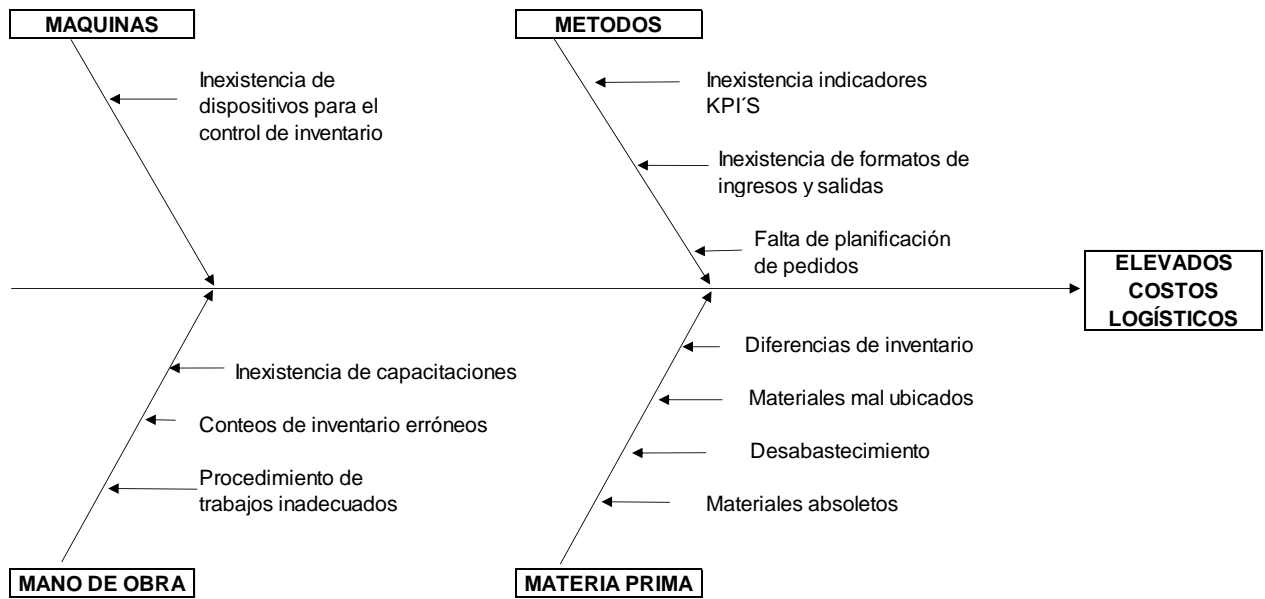 MAQUINAS
METODOS
Inexistencia de
dispositivos para el
control de inventario
Inexistencia indicadores
KPI´S
Inexistencia de formatos de
ingresos y salidas
Falta de planificación
de pedidos
ELEVADOS
COSTOS
LOGÍSTICOS
Inexistencia de capacitaciones
Conteos de inventario erróneos
Procedimiento de
trabajos inadecuados
Diferencias de inventario
Materiales mal ubicados
Desabastecimiento
Materiales absoletos
MANO DE OBRA
MATERIA PRIMA